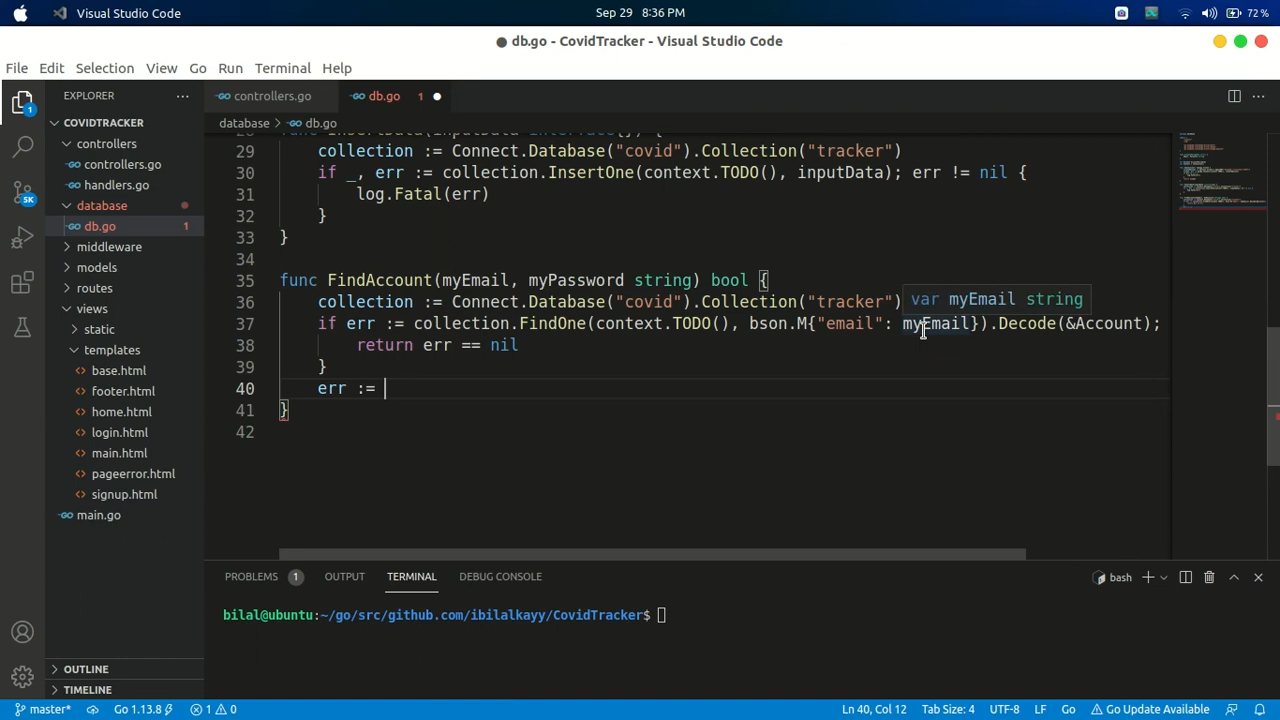 Visual Studio Code
Sep 29 8:36 PM
72 %
● db.go - CovidTracker - Visual Studio Code
File Edit Selection View Go Run Terminal Help
EXPLORER
controllers.go
db.go 1
COVIDTRACKER
database > db.go
controllers
controllers.go
handlers.go
database
db.go 1
middleware
models
routes
views
static
templates
base.html
footer.html
home.html
login.html
main.html
pageerror.html
signup.html
main.go
OUTLINE
TIMELINE
1
5K
28 func InsertData(inputData interface{}) {
29 collection := Connect.Database("covid").Collection("tracker")
30 if _, err := collection.InsertOne(context.TODO(), inputData); err != nil {
31 log.Fatal(err)
32 }
33 }
34
35 func FindAccount(myEmail, myPassword string) bool {
36 collection := Connect.Database("covid").Collection("tracker")
var myEmail string
37 if err := collection.FindOne(context.TODO(), bson.M{"email": myEmail}).Decode(&Account);
38 return err == nil
39 }
40 err :=
41 }
42
PROBLEMS 1 OUTPUT TERMINAL DEBUG CONSOLE
bash
bilal@ubuntu:~/go/src/github.com/ibilalkayy/CovidTracker$
master* Go 1.13.8 1 0 Ln 40, Col 12 Tab Size: 4 UTF-8 LF Go Go Update Available